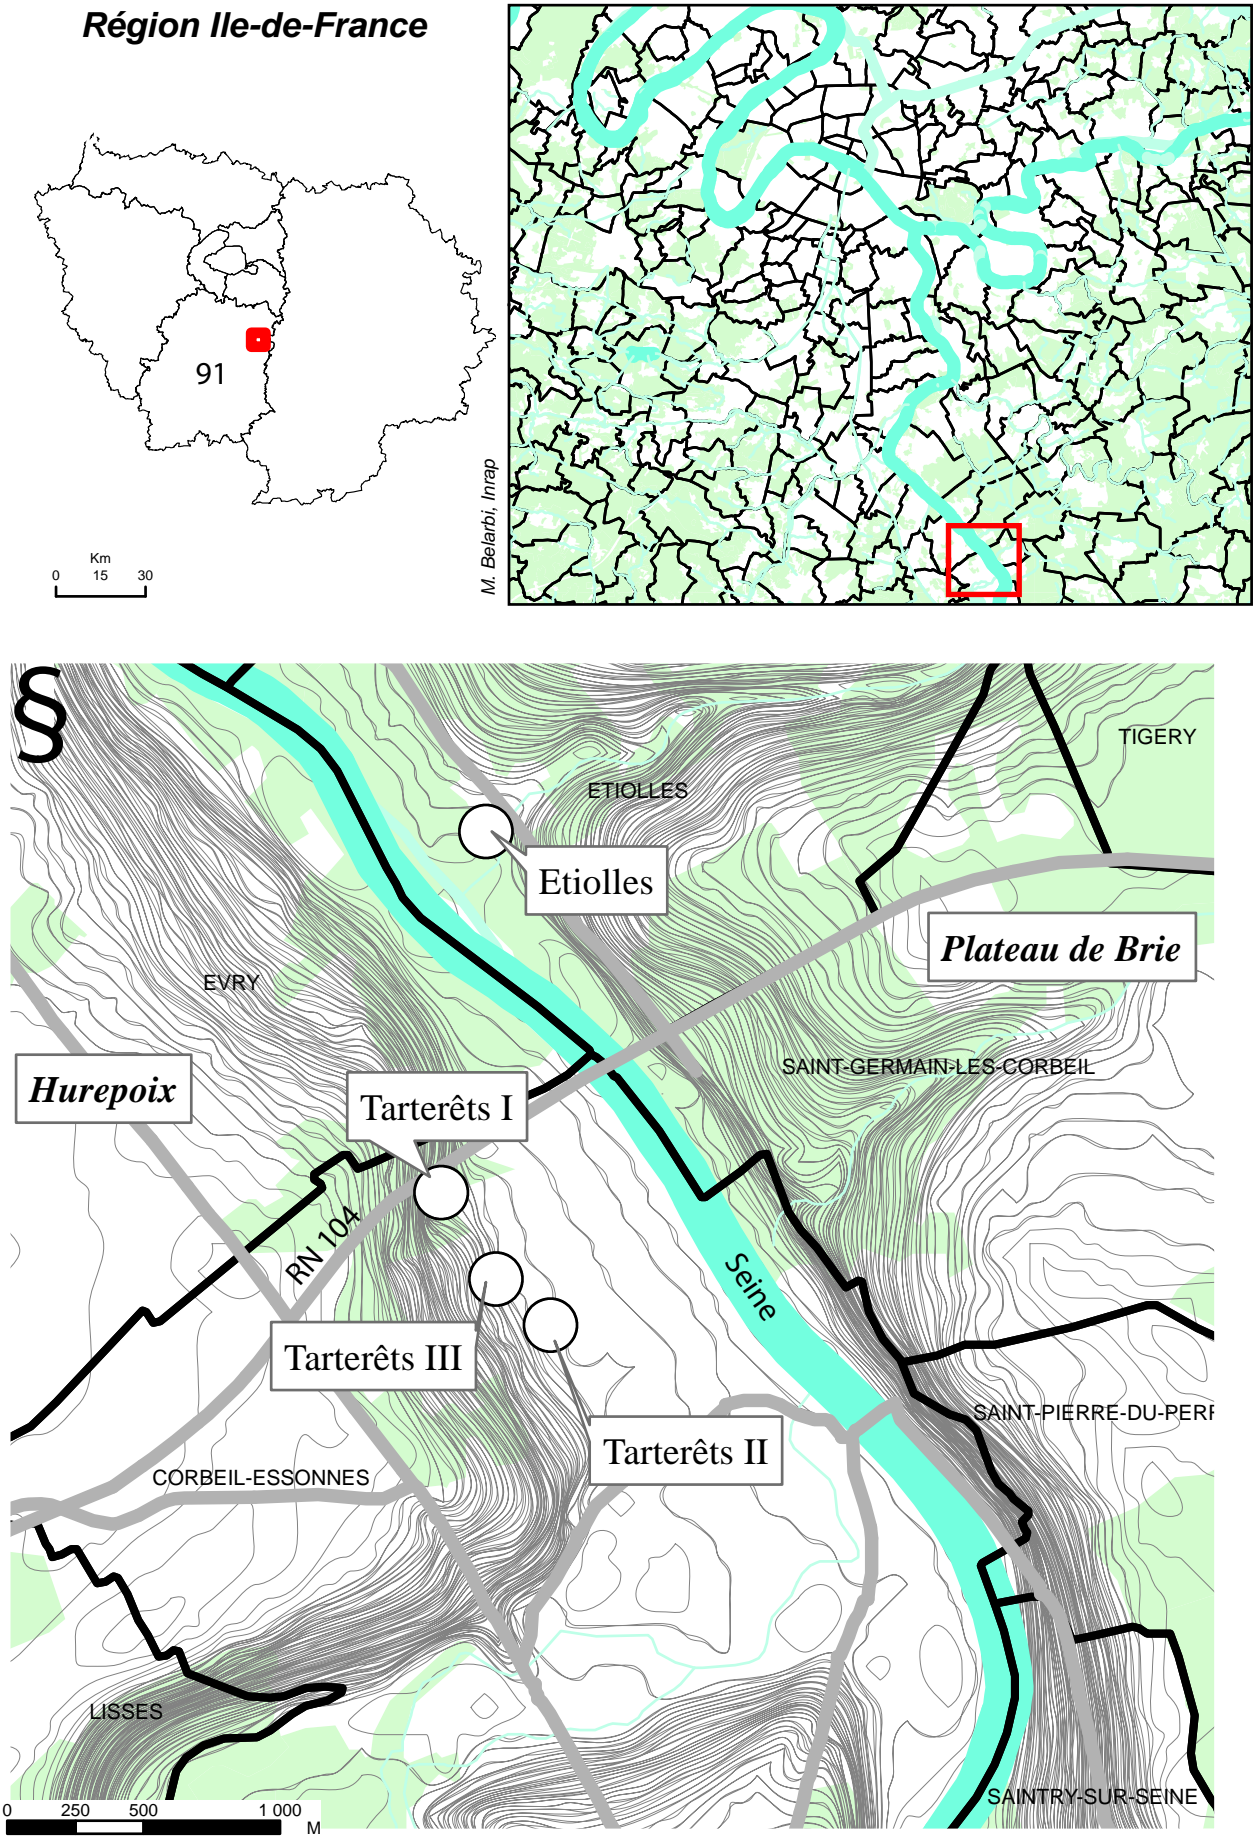 Région Ile-de-France
91
Km
0 15 30
M. Belarbi, Inrap
§
TIGERY
ETIOLLES
Etiolles
Plateau de Brie
EVRY
SAINT-GERMAIN-LES-CORBEIL
Hurepoix
Tarterêts I
RN 104
Seine
Tarterêts III
SAINT-PIERRE-DU-PERR
Tarterêts II
CORBEIL-ESSONNES
LISSES
SAINTRY-SUR-SEINE
0 250 500 1 000
M